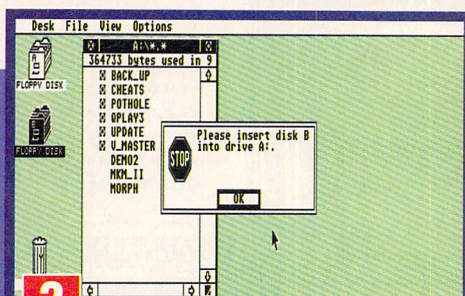 Desk File View Options
A:\*.*
364733 bytes used in 9
BACK_UP
CHEATS
POTHOLE
QPLAY3
UPDATE
V_MASTER
DEMO2
MKM_II
MORPH
FLOPPY DISK
FLOPPY DISK
Please insert disk B
into drive A:.
STOP
OK